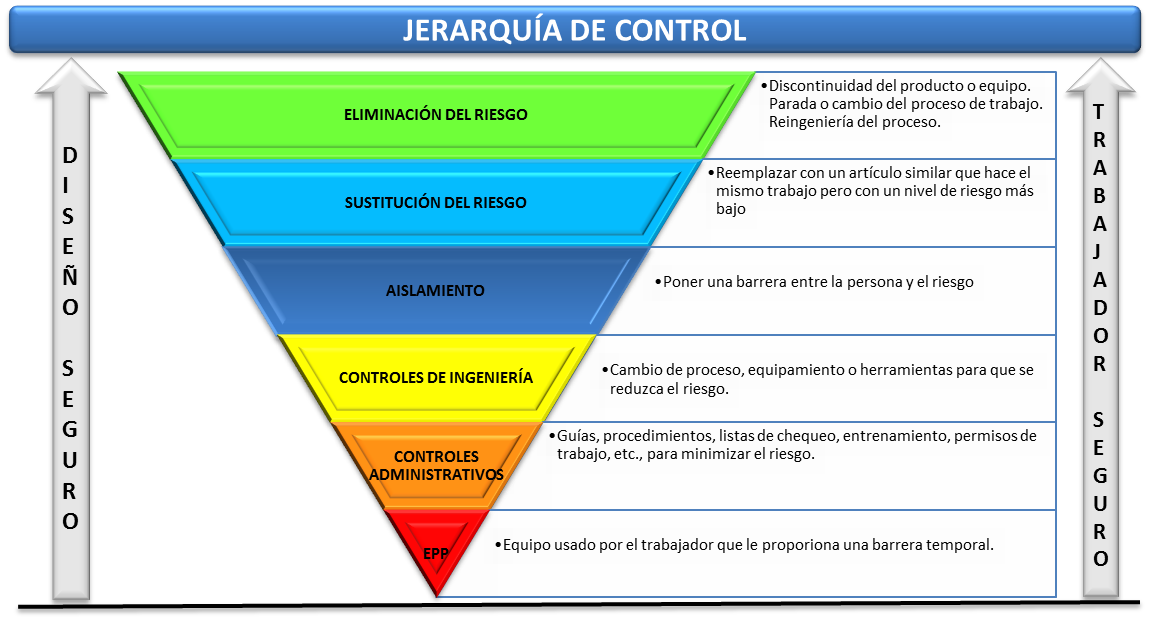 JERARQUÍA DE CONTROL
DISEÑO SEGURO
ELIMINACIÓN DEL RIESGO
•Discontinuidad del producto o equipo.
Parada o cambio del proceso de trabajo.
Reingeniería del proceso.
SUSTITUCIÓN DEL RIESGO
•Reemplazar con un artículo similar que hace el
mismo trabajo pero con un nivel de riesgo más
bajo
AISLAMIENTO
•Poner una barrera entre la persona y el riesgo
CONTROLES DE INGENIERÍA
•Cambio de proceso, equipamiento o herramientas para que se
reduzca el riesgo.
CONTROLES
ADMINISTRATIVOS
•Guías, procedimientos, listas de chequeo, entrenamiento, permisos de
trabajo, etc., para minimizar el riesgo.
EPP
•Equipo usado por el trabajador que le proporiona una barrera temporal.
TRABAJADOR SEGURO